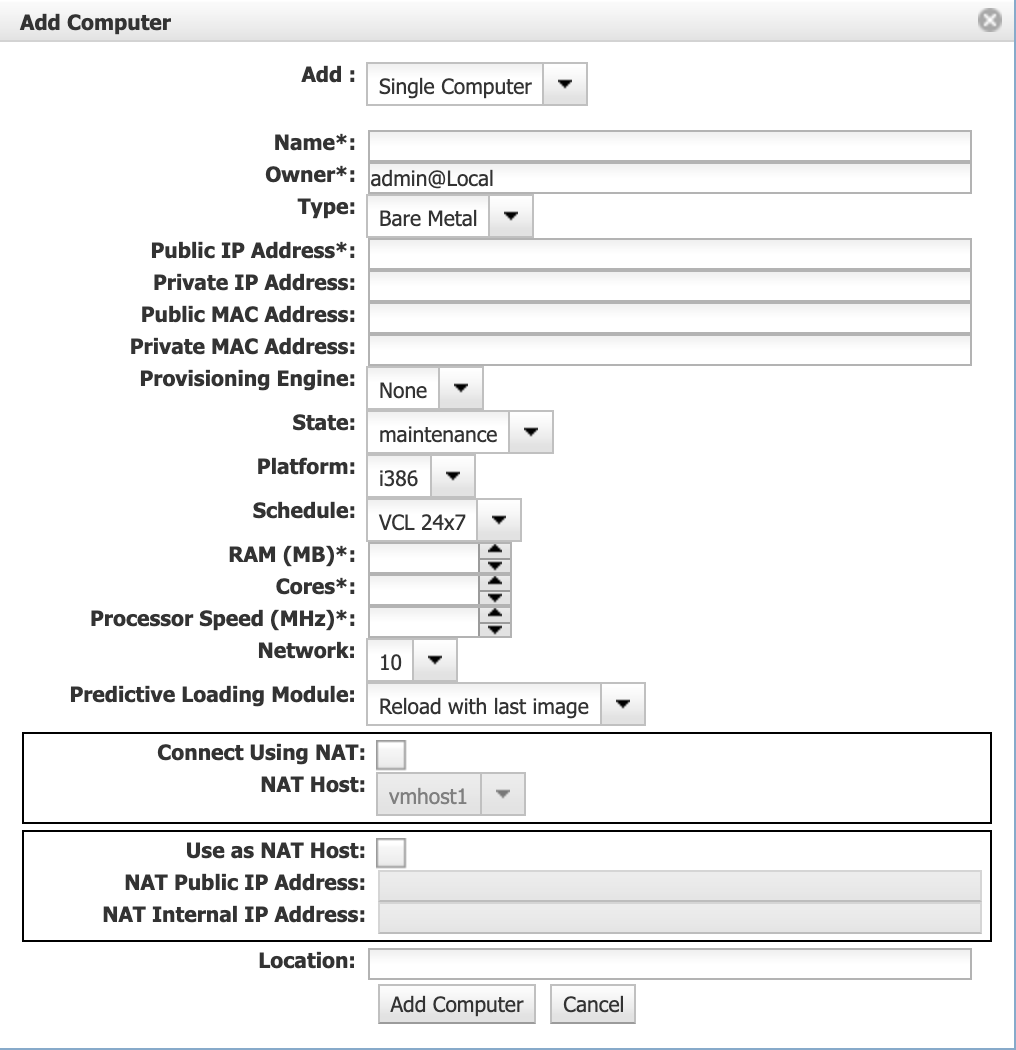 Add Computer
Add : Single Computer
Name*:
Owner*: admin@Local
Type: Bare Metal
Public IP Address*:
Private IP Address:
Public MAC Address:
Private MAC Address:
Provisioning Engine: None
State: maintenance
Platform: i386
Schedule: VCL 24x7
RAM (MB)*:
Cores*:
Processor Speed (MHz)*:
Network: 10
Predictive Loading Module: Reload with last image
Connect Using NAT:
NAT Host: vmhost1
Use as NAT Host:
NAT Public IP Address:
NAT Internal IP Address:
Location:
Add Computer Cancel